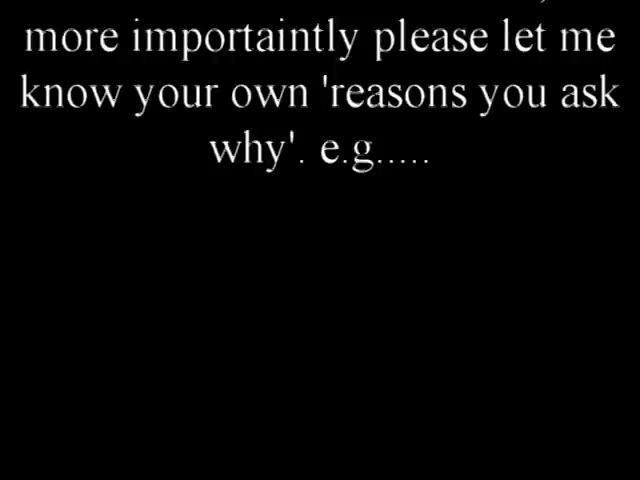 more importaintly please let me
know your own 'reasons you ask
why'. e.g.....